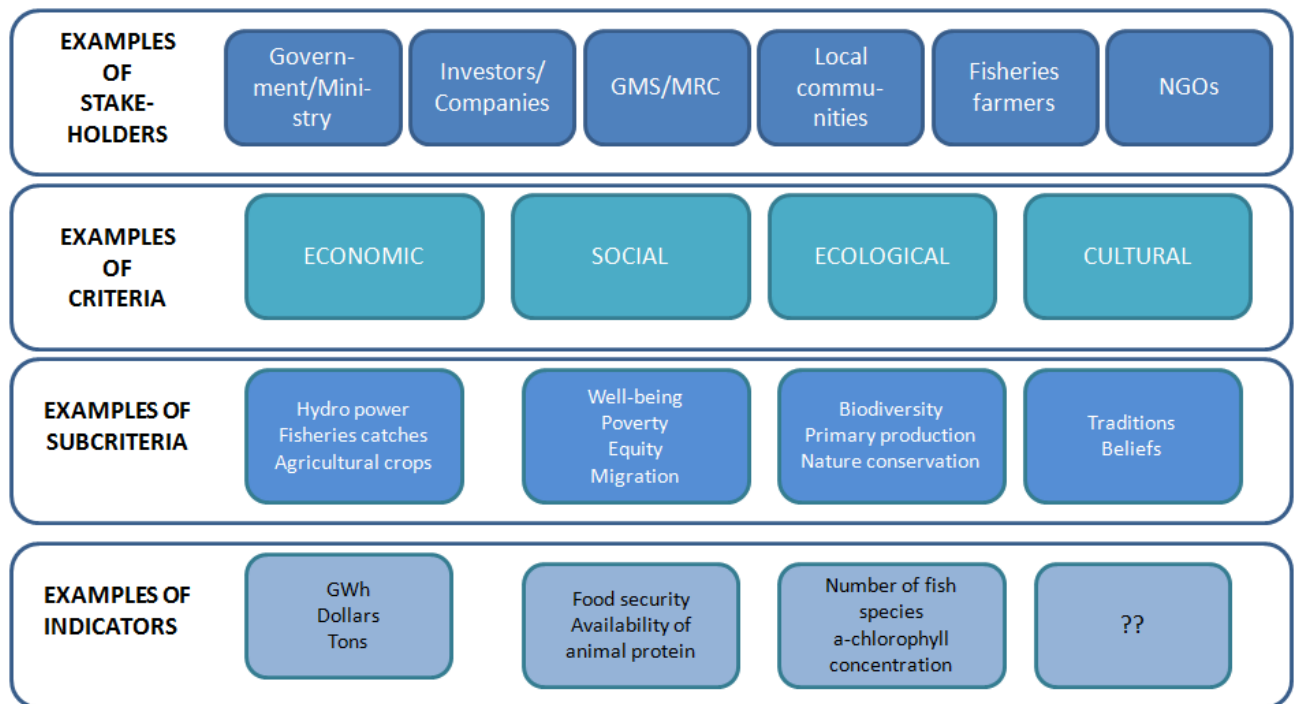 EXAMPLES
OF
STAKE-
HOLDERS
Govern-
ment/Mini-
stry
Investors/
Companies
GMS/MRC
Local
commu-
nities
Fisheries
farmers
NGOs
EXAMPLES
OF
CRITERIA
ECONOMIC
SOCIAL
ECOLOGICAL
CULTURAL
EXAMPLES OF
SUBCRITERIA
Hydro power
Fisheries catches
Agricultural crops
Well-being
Poverty
Equity
Migration
Biodiversity
Primary production
Nature conservation
Traditions
Beliefs
EXAMPLES OF
INDICATORS
GWh
Dollars
Tons
Food security
Availability of
animal protein
Number of fish
species
a-chlorophyll
concentration
??